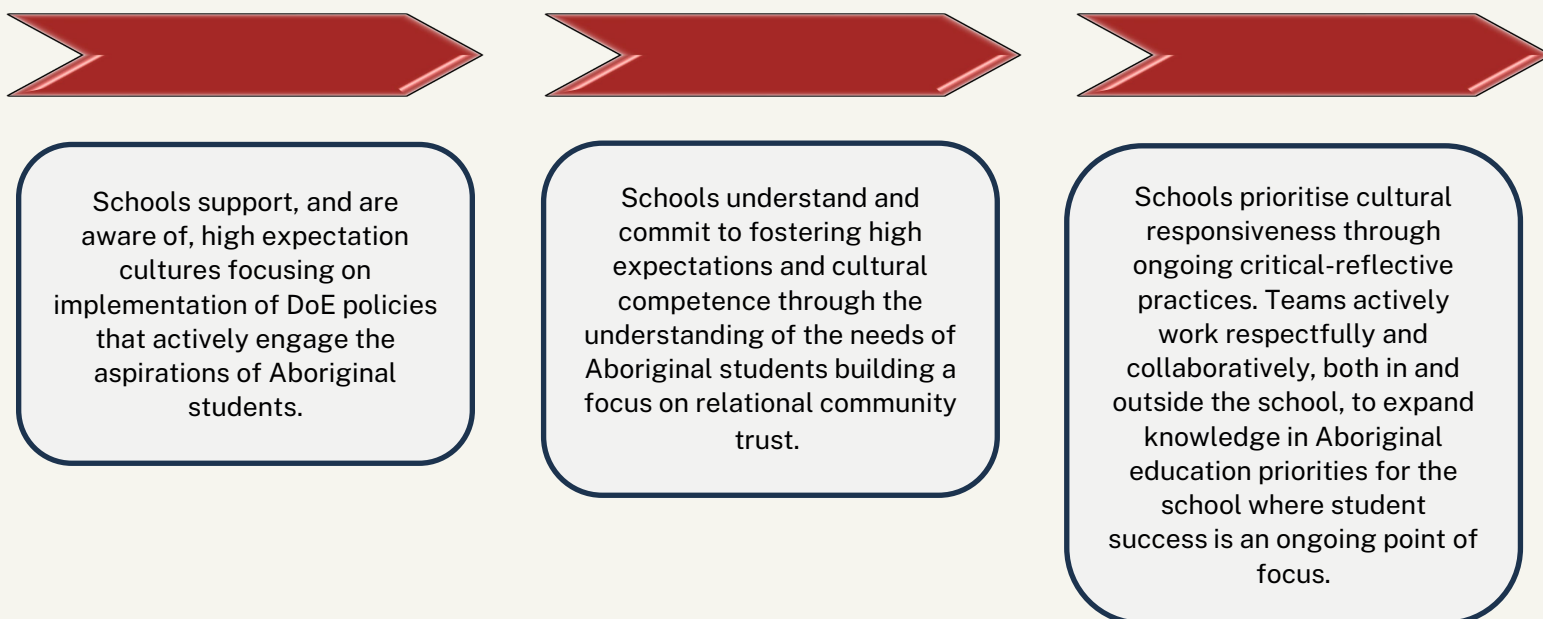 Schools support, and are
aware of, high expectation
cultures focusing on
implementation of DoE policies
that actively engage the
aspirations of Aboriginal
students.
Schools understand and
commit to fostering high
expectations and cultural
competence through the
understanding of the needs of
Aboriginal students building a
focus on relational community
trust.
Schools prioritise cultural
responsiveness through
ongoing critical-reflective
practices. Teams actively
work respectfully and
collaboratively, both in and
outside the school, to expand
knowledge in Aboriginal
education priorities for the
school where student
success is an ongoing point of
focus.